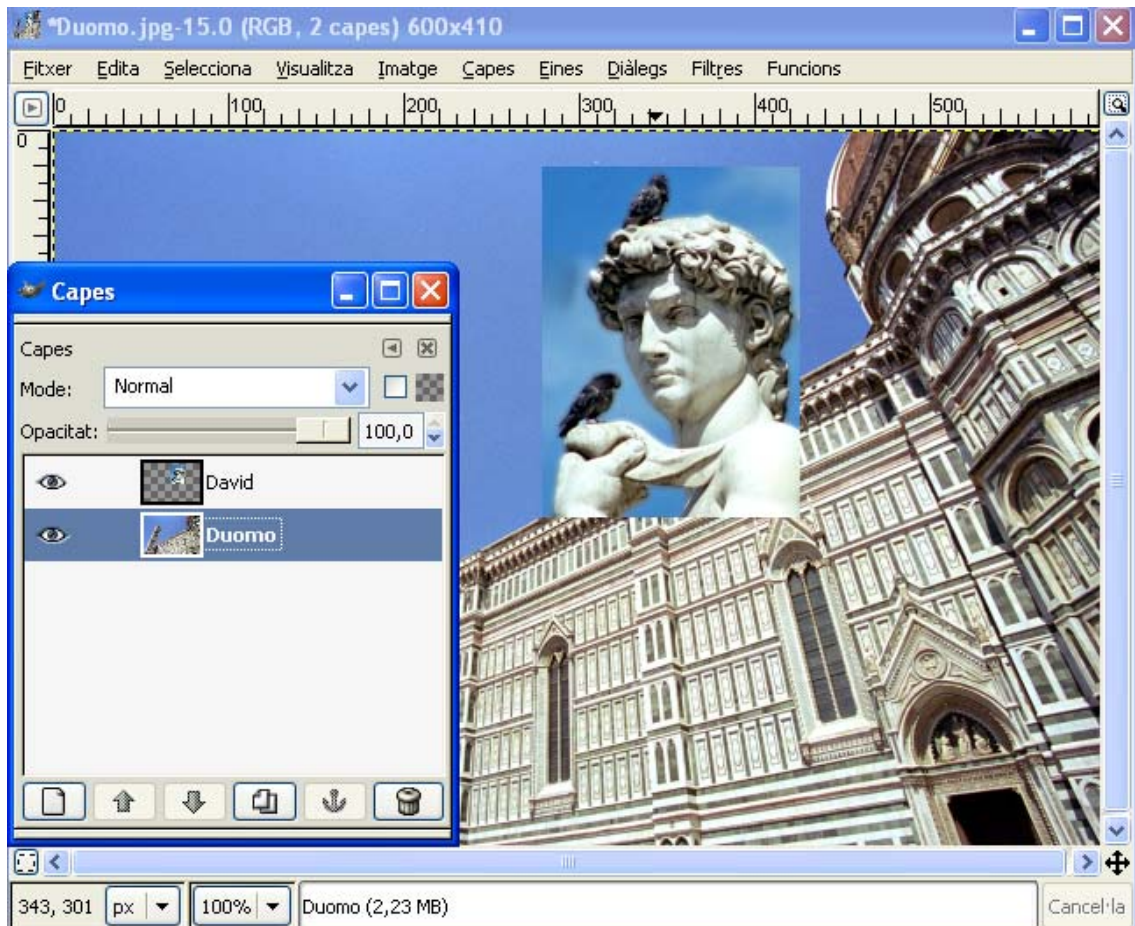 *Duomo.jpg-15.0 (RGB, 2 capes) 600x410
Fitxer Edita Selecciona Visualitza Imatge Capes Eines Diàlegs Filtres Funcions
0 100 200 300 400 500
0
Capes
Capes
Mode: Normal
Opacitat: 100,0
David
Duomo
343, 301 px 100% Duomo (2,23 MB) Cancel·la